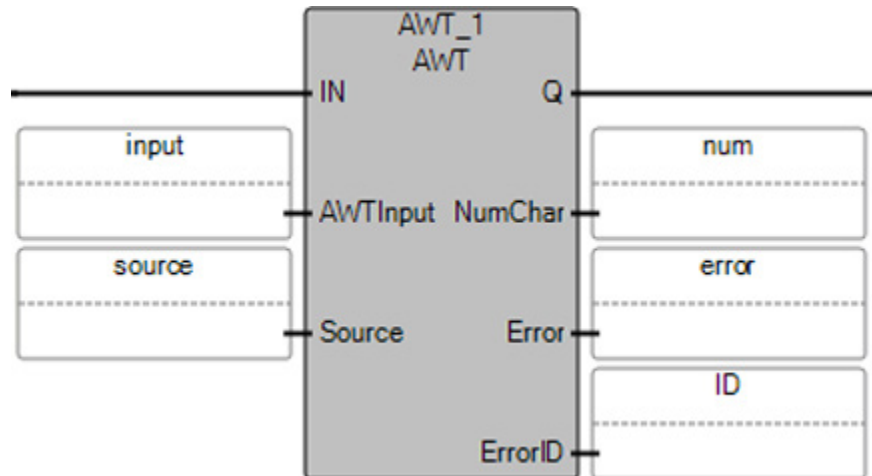 AWT_1
AWT
IN Q
input num
AWTInput NumChar
source error
Source Error
ID
ErrorID